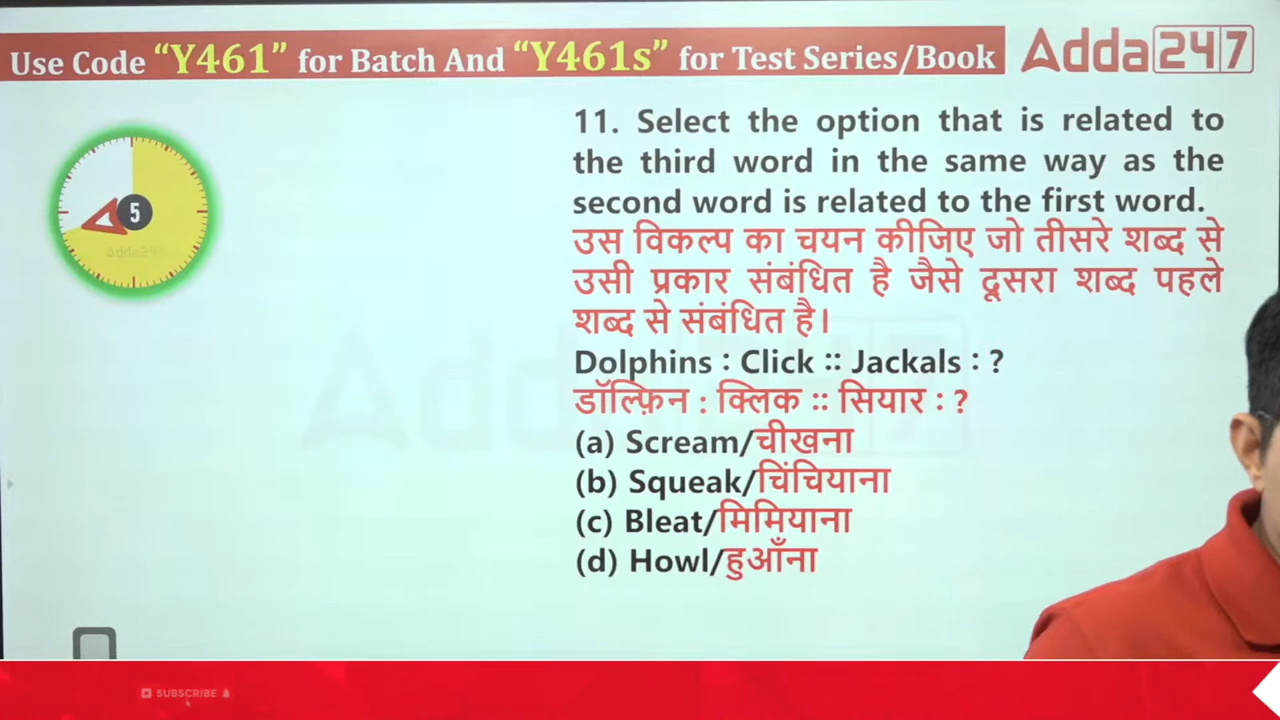 Use Code “Y461” for Batch And “Y461s” for Test Series/Book
Adda247
11. Select the option that is related to
the third word in the same way as the
second word is related to the first word.
उस विकल्प का चयन कीजिए जो तीसरे शब्द से
उसी प्रकार संबंधित है जैसे दूसरा शब्द पहले
शब्द से संबंधित है।
Dolphins : Click :: Jackals : ?
डॉल्फ़िन : क्लिक :: सियार : ?
(a) Scream/चीखना
(b) Squeak/चिंचियाना
(c) Bleat/मिमियाना
(d) Howl/हुआँना
5
Adda247
Adda247
SUBSCRIBE